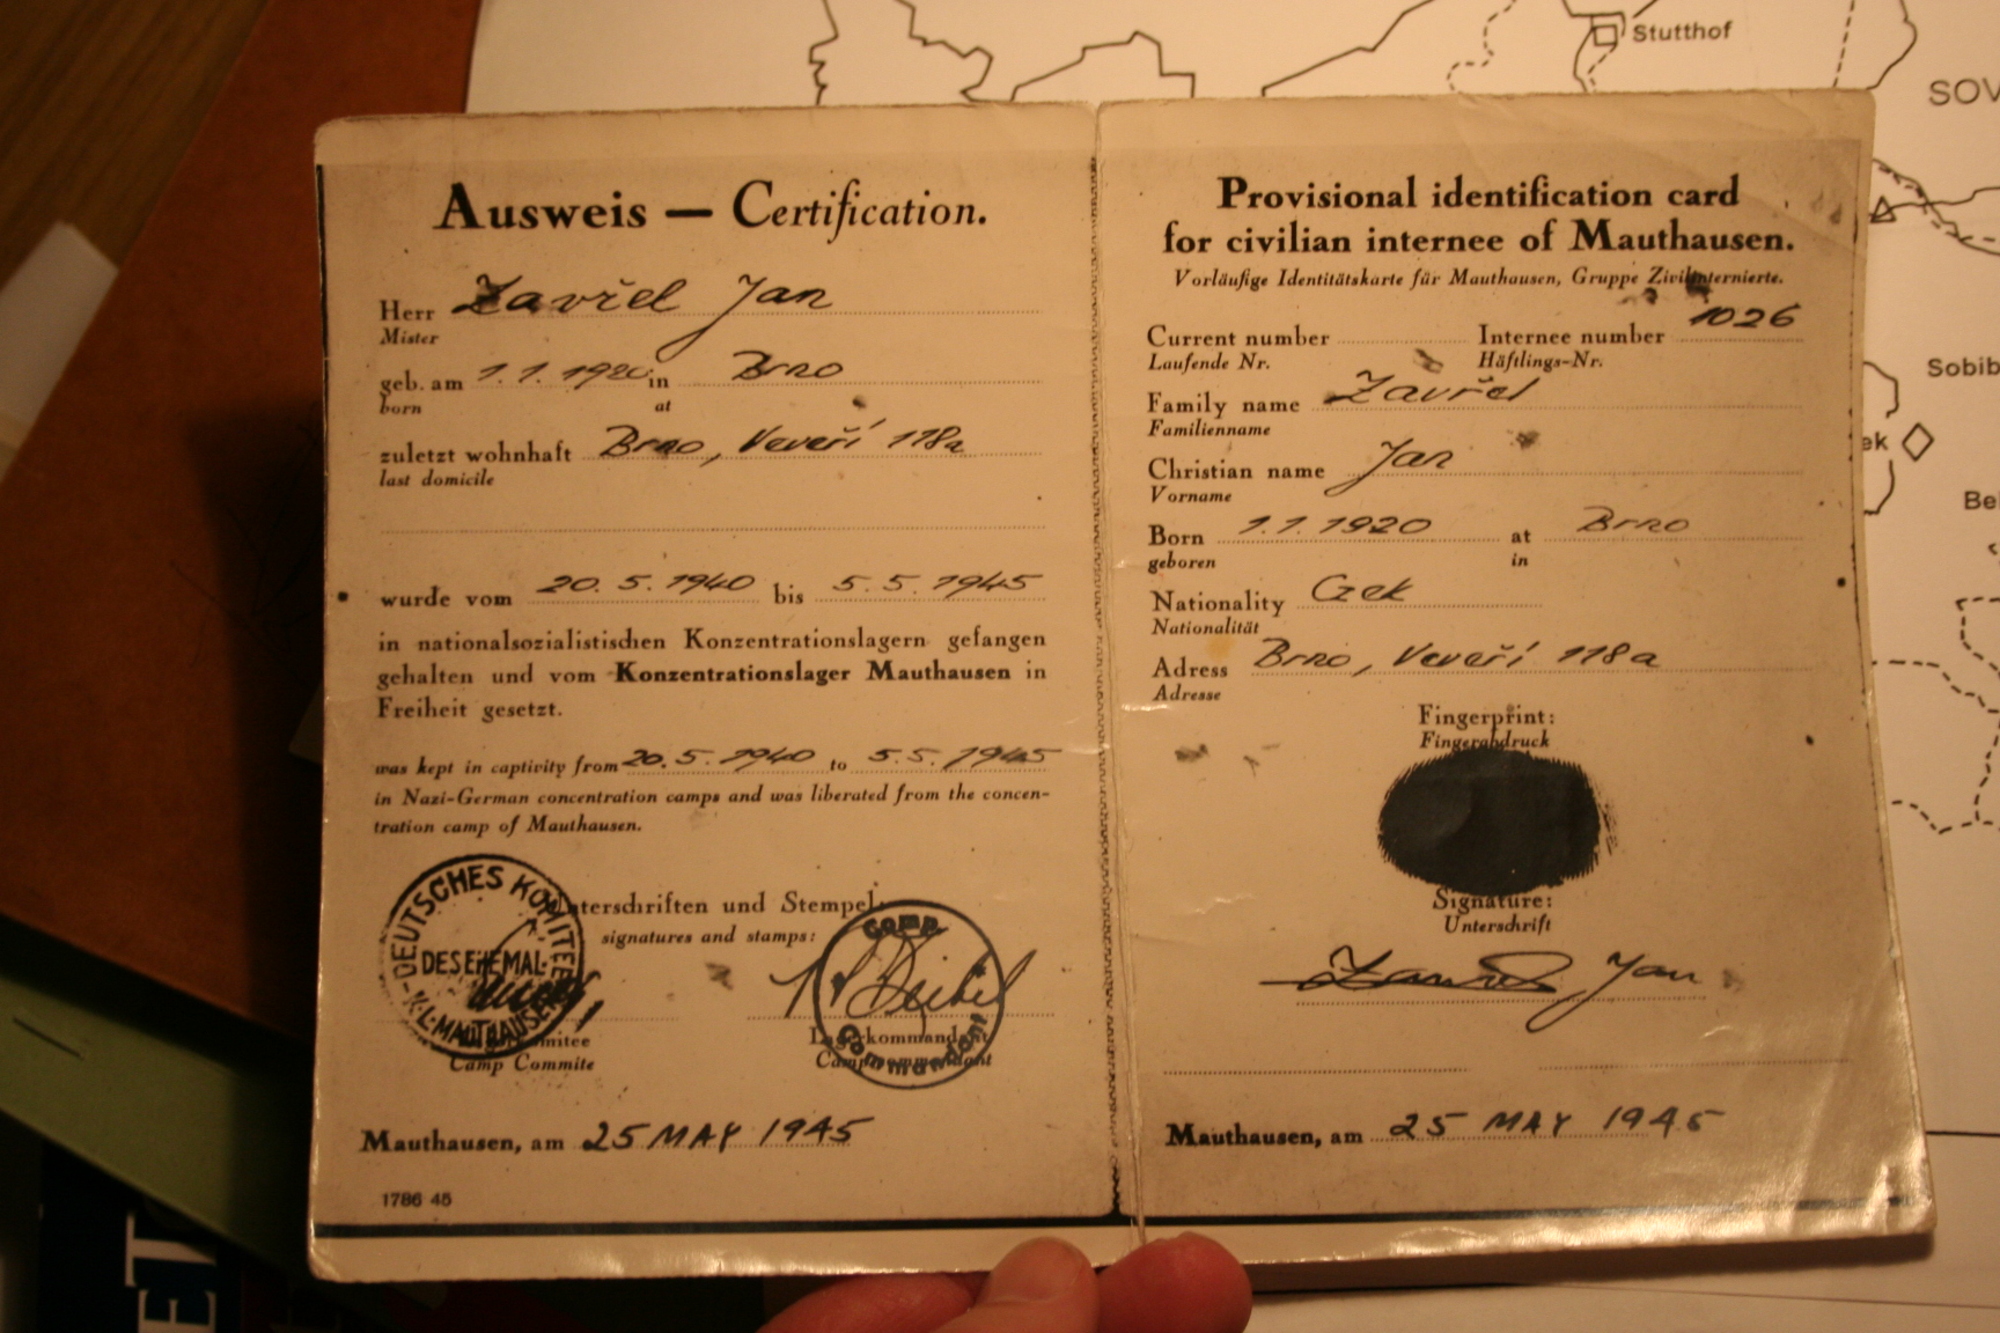 Stutthof
SOV
Sobib
ek
Bel
Ausweis — Certification.
Herr Zavřel Jan
Mister
geb. am 1.1.1920 in Brno
born at
zuletzt wohnhaft Brno, Veveří 118a
last domicile
wurde vom 20.5.1940 bis 5.5.1945
in nationalsozialistischen Konzentrationslagern gefangen
gehalten und vom Konzentrationslager Mauthausen in
Freiheit gesetzt.
was kept in captivity from 20.5.1940 to 5.5.1945
in Nazi-German concentration camps and was liberated from the concen-
tration camp of Mauthausen.
Unterschriften und Stempel:
signatures and stamps:
DEUTSCHES KOMITEE
DES EHEMAL.
K.L. MAUTHAUSEN
Comp.
Commandant
Lagerkommandant
Camp Commite
Campkommandant
Mauthausen, am 25 MAY 1945
1786 45
Provisional identification card
for civilian internee of Mauthausen.
Vorläufige Identitätskarte für Mauthausen, Gruppe Zivilinternierte.
Current number Internee number 1026
Laufende Nr. Häftlings-Nr.
Family name Zavřel
Familienname
Christian name Jan
Vorname
Born 1.1.1920 at Brno
geboren in
Nationality Czek
Nationalität
Adress Brno, Veveří 118a
Adresse
Fingerprint:
Fingerabdruck
Signature:
Unterschrift
Zavřel Jan
Mauthausen, am 25 MAY 1945
ET